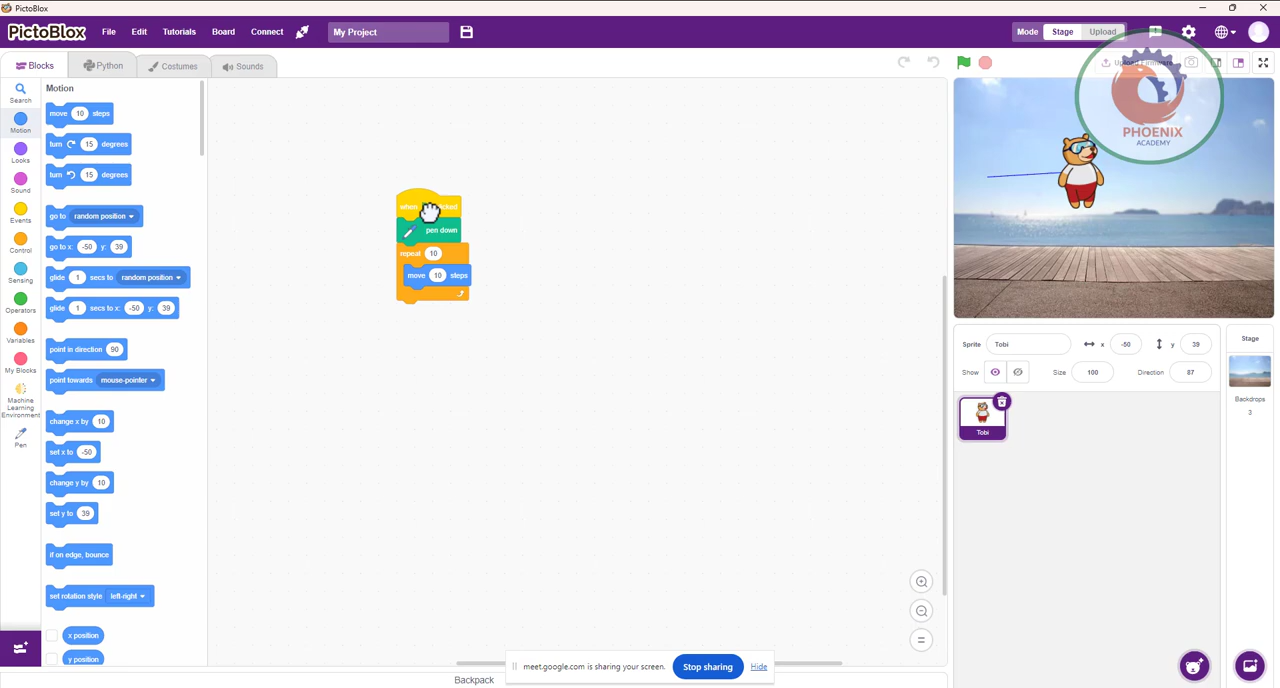 PictoBlox
PictoBlox File Edit Tutorials Board Connect My Project Mode Stage Upload
Blocks Python Costumes Sounds
Upload Firmware
Search
Motion
Looks
Sound
Events
Control
Sensing
Operators
Variables
My Blocks
Machine
Learning
Environment
Pen
Motion
move 10 steps
turn 15 degrees
turn 15 degrees
go to random position
go to x: -50 y: 39
glide 1 secs to random position
glide 1 secs to x: -50 y: 39
point in direction 90
point towards mouse-pointer
change x by 10
set x to -50
change y by 10
set y to 39
if on edge, bounce
set rotation style left-right
x position
y position
when
pen down
repeat 10
move 10 steps
PHOENIX
ACADEMY
Sprite Tobi x -50 y 39
Show Size 100 Direction 87
Tobi
Stage
Backdrops
3
meet.google.com is sharing your screen. Stop sharing Hide
Backpack